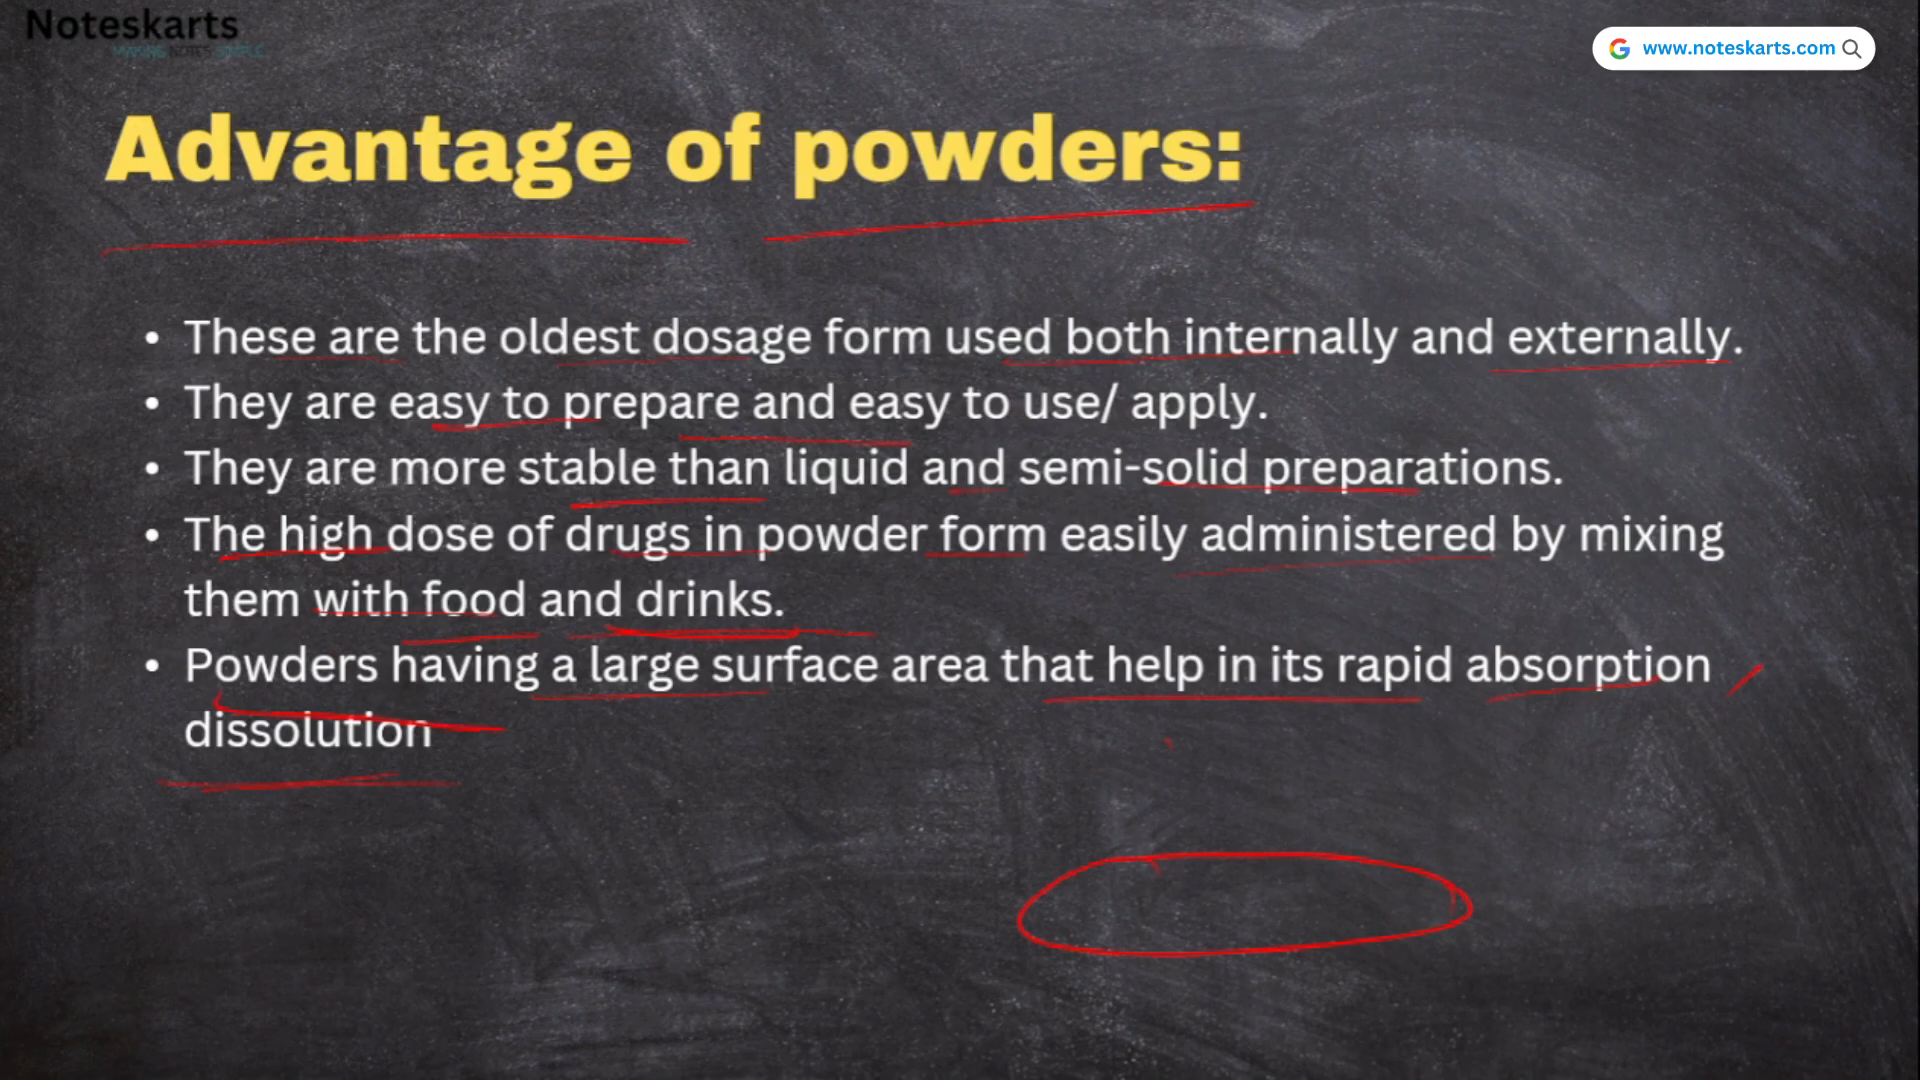 Noteskarts
MAKING NOTES SIMPLE
www.noteskarts.com
Advantage of powders:
• These are the oldest dosage form used both internally and externally.
• They are easy to prepare and easy to use/ apply.
• They are more stable than liquid and semi-solid preparations.
• The high dose of drugs in powder form easily administered by mixing
them with food and drinks.
• Powders having a large surface area that help in its rapid absorption
dissolution